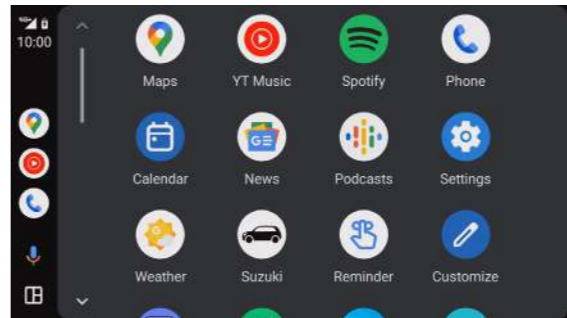 10:00
Maps YT Music Spotify Phone
Calendar News Podcasts Settings
Weather Suzuki Reminder Customize